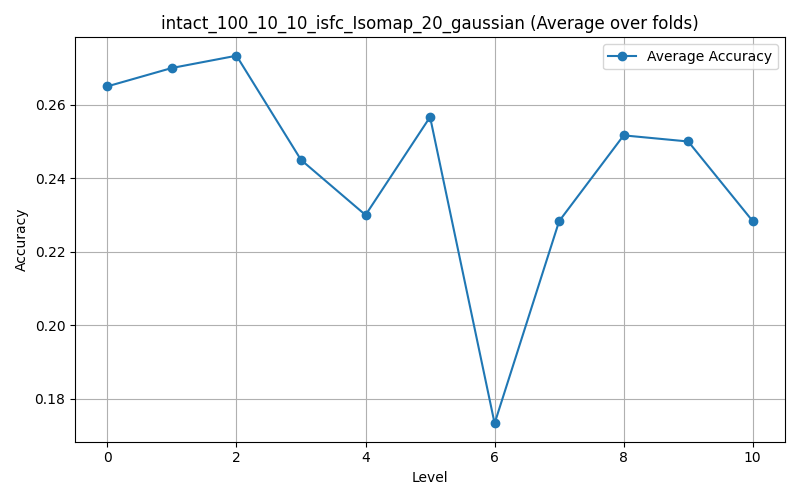 intact_100_10_10_isfc_Isomap_20_gaussian (Average over folds)
Average Accuracy
Accuracy
0.26
0.24
0.22
0.20
0.18
0 2 4 6 8 10
Level